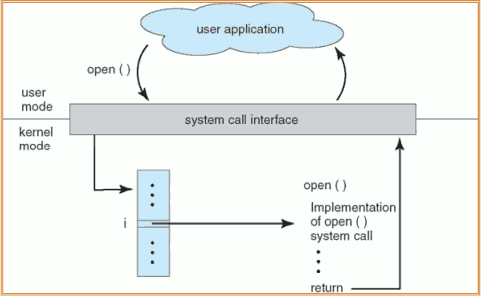 user application
open ( )
user
mode
system call interface
kernel
mode
i
open ( )
Implementation
of open ( )
system call
return